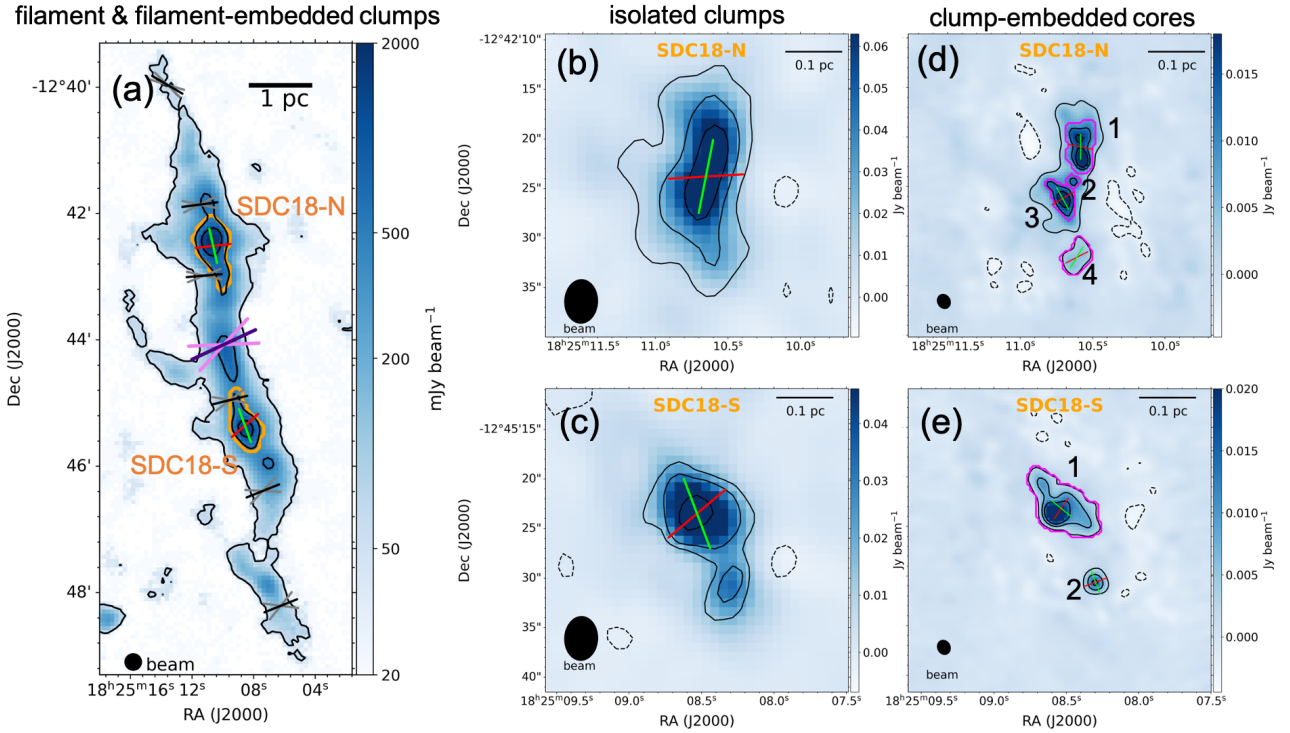 filament & filament-embedded clumps
isolated clumps
clump-embedded cores
(a)
1 pc
SDC18-N
SDC18-S
beam
-12°40'
42'
44'
46'
48'
Dec (J2000)
18ʰ25ᵐ16ˢ 12ˢ 08ˢ 04ˢ
RA (J2000)
2000
500
200
50
20
mJy beam⁻¹
(b)
SDC18-N
0.1 pc
beam
-12°42'10"
15"
20"
25"
30"
35"
Dec (J2000)
18ʰ25ᵐ11.5ˢ 11.0ˢ 10.5ˢ 10.0ˢ
RA (J2000)
0.06
0.05
0.04
0.03
0.02
0.01
0.00
Jy beam⁻¹
(d)
SDC18-N
0.1 pc
1
2
3
4
beam
18ʰ25ᵐ11.5ˢ 11.0ˢ 10.5ˢ 10.0ˢ
RA (J2000)
0.015
0.010
0.005
0.000
Jy beam⁻¹
(c)
SDC18-S
0.1 pc
beam
-12°45'15"
20"
25"
30"
35"
40"
Dec (J2000)
18ʰ25ᵐ09.5ˢ 09.0ˢ 08.5ˢ 08.0ˢ 07.5ˢ
RA (J2000)
0.04
0.03
0.02
0.01
0.00
Jy beam⁻¹
(e)
SDC18-S
0.1 pc
1
2
beam
18ʰ25ᵐ09.5ˢ 09.0ˢ 08.5ˢ 08.0ˢ 07.5ˢ
RA (J2000)
0.020
0.015
0.010
0.005
0.000
Jy beam⁻¹